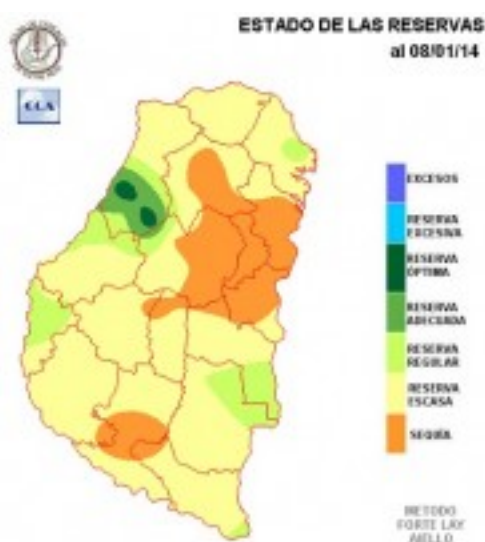 ESTADO DE LAS RESERVAS
al 08/01/14
CCA
EXCESOS
RESERVA
EXCESIVA
RESERVA
ÓPTIMA
RESERVA
ADECUADA
RESERVA
REGULAR
RESERVA
ESCASA
SEQUÍA
METODO
FORTE LAY
AIELLO